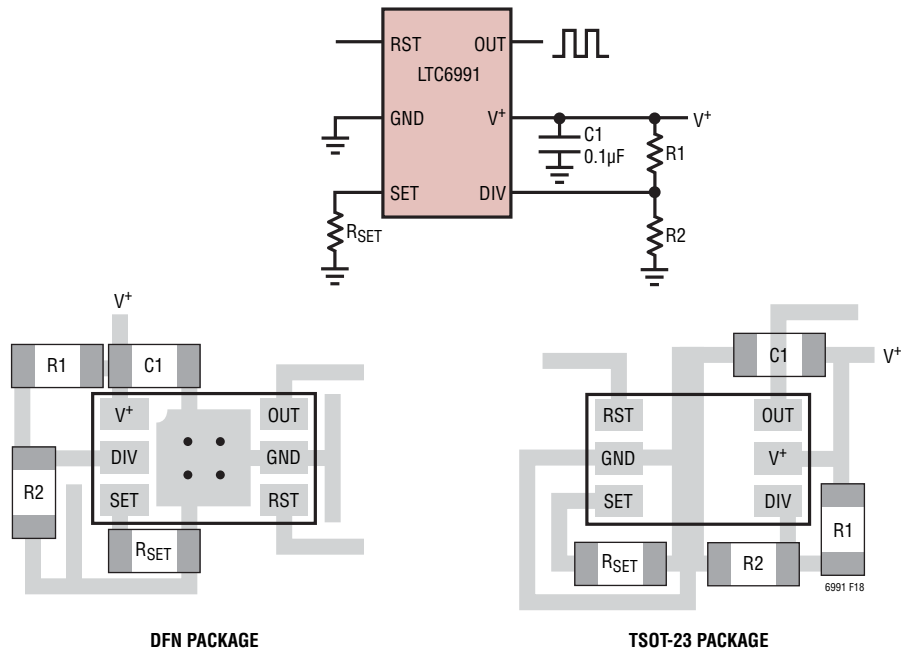 RST OUT
LTC6991
GND V+ V+
C1
0.1µF R1
SET DIV
RSET R2
V+
R1 C1
V+ OUT
DIV GND
R2
SET RST
RSET
DFN PACKAGE
C1 V+
RST OUT
GND V+
SET DIV
R1
RSET R2
6991 F18
TSOT-23 PACKAGE